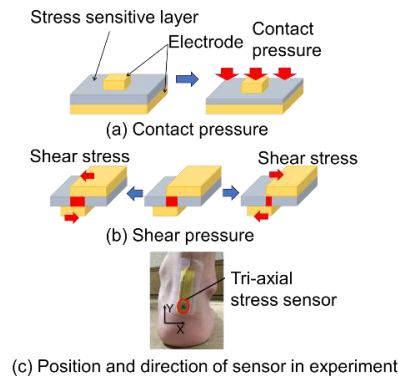 Stress sensitive layer
Electrode
Contact
pressure
(a) Contact pressure
Shear stress
Shear stress
(b) Shear pressure
Tri-axial
stress sensor
Y
X
(c) Position and direction of sensor in experiment